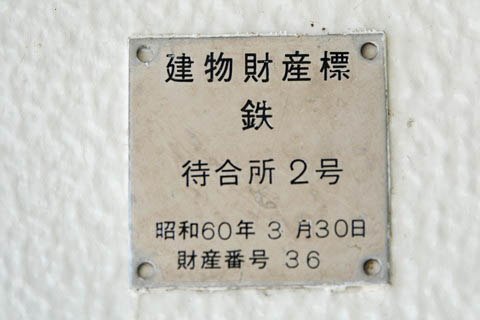 建物財産標
鉄
待合所 2号
昭和60年 3 月30日
財産番号 36